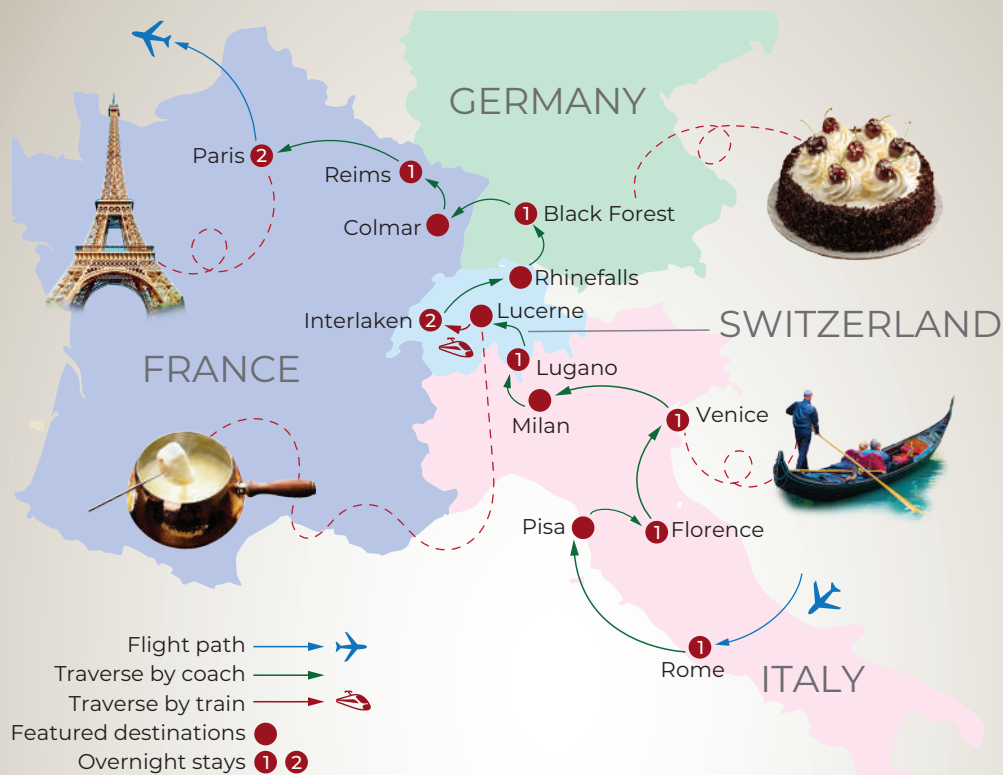 GERMANY
Paris 2
Reims 1
1 Black Forest
Colmar
Rhinefalls
Interlaken 2
Lucerne
SWITZERLAND
1
Lugano
FRANCE
Milan
1 Venice
Pisa
1 Florence
1
Rome
ITALY
Flight path
Traverse by coach
Traverse by train
Featured destinations
Overnight stays 1 2